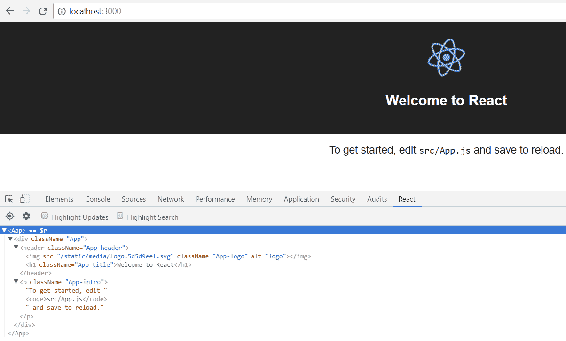 localhost:3000
Welcome to React
To get started, edit src/App.js and save to reload.
Elements Console Sources Network Performance Memory Application Security Audits React
Highlight Updates Highlight Search
<App> == $r
<div className="App">
<header className="App-header">
<img src="/static/media/logo. .svg" className="App-logo" alt="logo"></img>
<h1 className="App-title">Welcome to React</h1>
</header>
<p className="App-intro">
"To get started, edit "
<code>src/App.js</code>
" and save to reload."
</p>
</div>
</App>